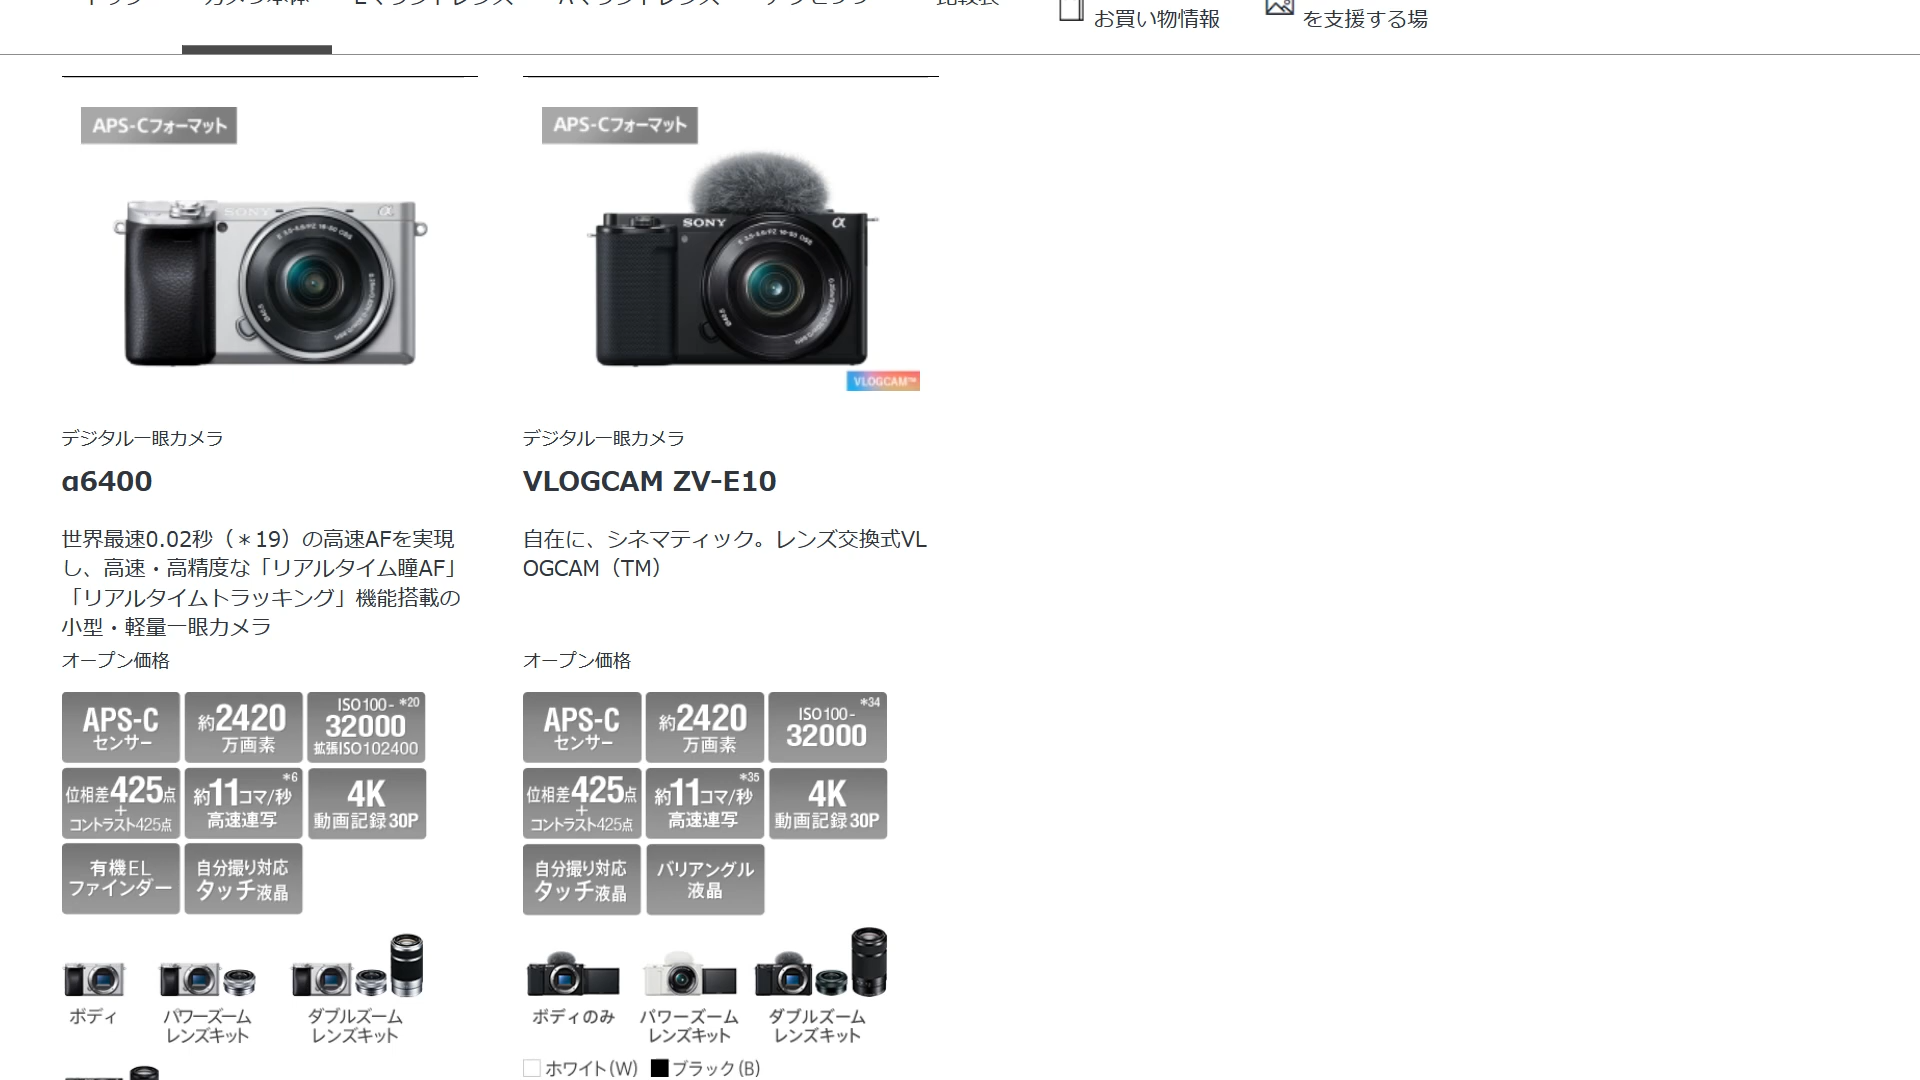 お買い物情報
を支援する場
APS-Cフォーマット
SONY
α
デジタル一眼カメラ
α6400
世界最速0.02秒（＊19）の高速AFを実現
し、高速・高精度な「リアルタイム瞳AF」
「リアルタイムトラッキング」機能搭載の
小型・軽量一眼カメラ
オープン価格
APS-C
センサー
約2420
万画素
ISO100- *20
32000
拡張ISO102400
位相差425点
+
コントラスト425点
*6
約11コマ/秒
高速連写
4K
動画記録30P
有機EL
ファインダー
自分撮り対応
タッチ液晶
ボディ
パワーズーム
レンズキット
ダブルズーム
レンズキット
APS-Cフォーマット
SONY
α
VLOGCAM™
デジタル一眼カメラ
VLOGCAM ZV-E10
自在に、シネマティック。レンズ交換式VL
OGCAM（TM）
オープン価格
APS-C
センサー
約2420
万画素
*34
ISO100-
32000
位相差425点
+
コントラスト425点
*35
約11コマ/秒
高速連写
4K
動画記録30P
自分撮り対応
タッチ液晶
バリアングル
液晶
ボディのみ
パワーズーム
レンズキット
ダブルズーム
レンズキット
ホワイト(W) ブラック(B)